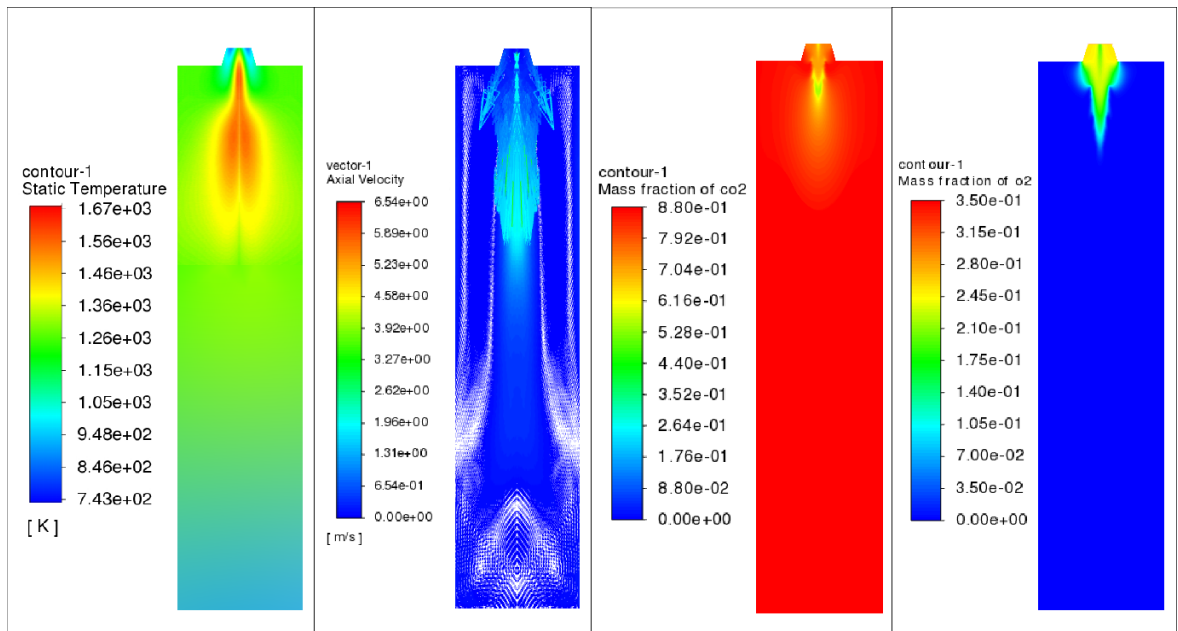 contour-1
Static Temperature
1.67e+03
1.56e+03
1.46e+03
1.36e+03
1.26e+03
1.15e+03
1.05e+03
9.48e+02
8.46e+02
7.43e+02
[ K ]
vector-1
Axial Velocity
6.54e+00
5.89e+00
5.23e+00
4.58e+00
3.92e+00
3.27e+00
2.62e+00
1.96e+00
1.31e+00
6.54e-01
0.00e+00
[ m/s ]
contour-1
Mass fraction of co2
8.80e-01
7.92e-01
7.04e-01
6.16e-01
5.28e-01
4.40e-01
3.52e-01
2.64e-01
1.76e-01
8.80e-02
0.00e+00
contour-1
Mass fraction of o2
3.50e-01
3.15e-01
2.80e-01
2.45e-01
2.10e-01
1.75e-01
1.40e-01
1.05e-01
7.00e-02
3.50e-02
0.00e+00